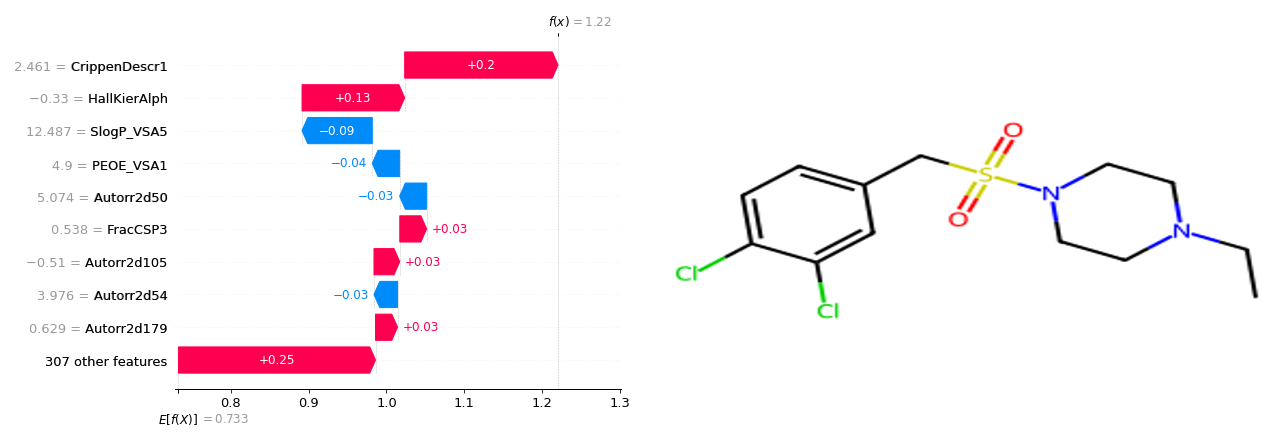 f(x) = 1.22
2.461 = CrippenDescr1
+0.2
−0.33 = HallKierAlph
+0.13
12.487 = SlogP_VSA5
−0.09
4.9 = PEOE_VSA1
−0.04
5.074 = Autorr2d50
−0.03
0.538 = FracCSP3
+0.03
−0.51 = Autorr2d105
+0.03
3.976 = Autorr2d54
−0.03
0.629 = Autorr2d179
+0.03
307 other features
+0.25
0.8 0.9 1.0 1.1 1.2 1.3
E[f(X)] = 0.733
O
S
O
N
N
Cl
Cl